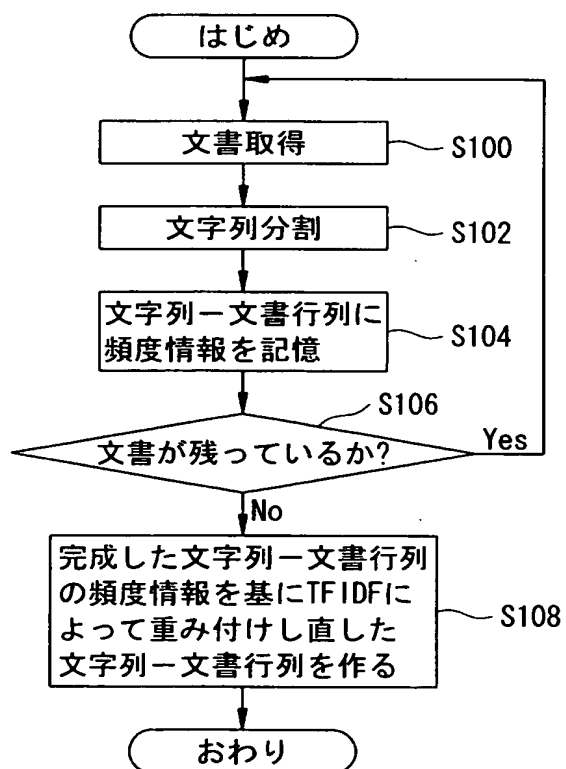 はじめ
文書取得
S100
文字列分割
S102
文字列ー文書行列に
頻度情報を記憶
S104
S106
文書が残っているか?
Yes
No
完成した文字列ー文書行列
の頻度情報を基にTFIDFに
よって重み付けし直した
文字列ー文書行列を作る
S108
おわり